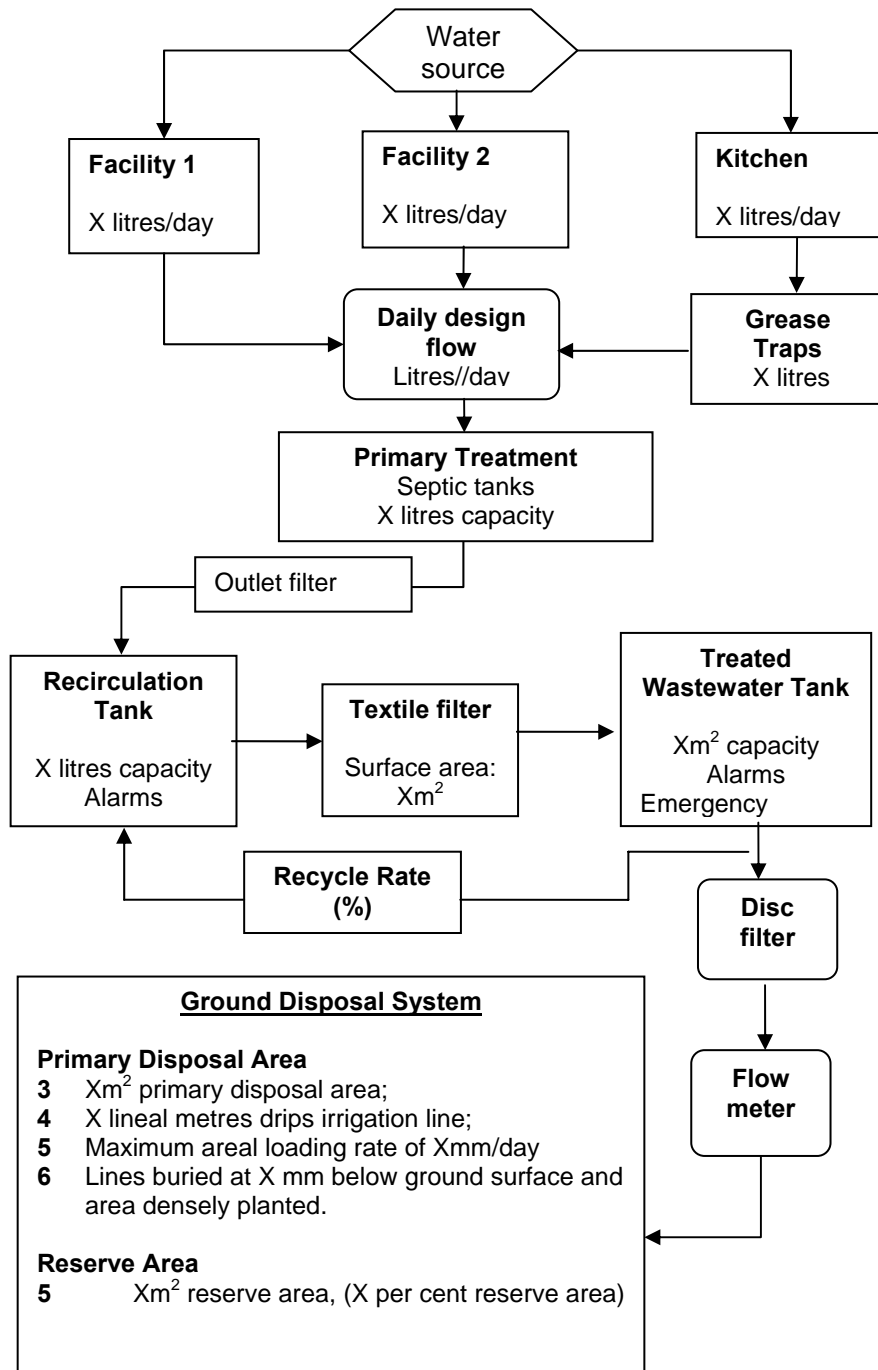 Water
source
Facility 1
X litres/day
Facility 2
X litres/day
Kitchen
X litres/day
Daily design
flow
Litres//day
Grease
Traps
X litres
Primary Treatment
Septic tanks
X litres capacity
Outlet filter
Recirculation
Tank
X litres capacity
Alarms
Textile filter
Surface area:
Xm²
Treated
Wastewater Tank
Xm² capacity
Alarms
Emergency
Recycle Rate
(%)
Disc
filter
Flow
meter
Ground Disposal System
Primary Disposal Area
3 Xm² primary disposal area;
4 X lineal metres drips irrigation line;
5 Maximum areal loading rate of Xmm/day
6 Lines buried at X mm below ground surface and
area densely planted.
Reserve Area
5 Xm² reserve area, (X per cent reserve area)